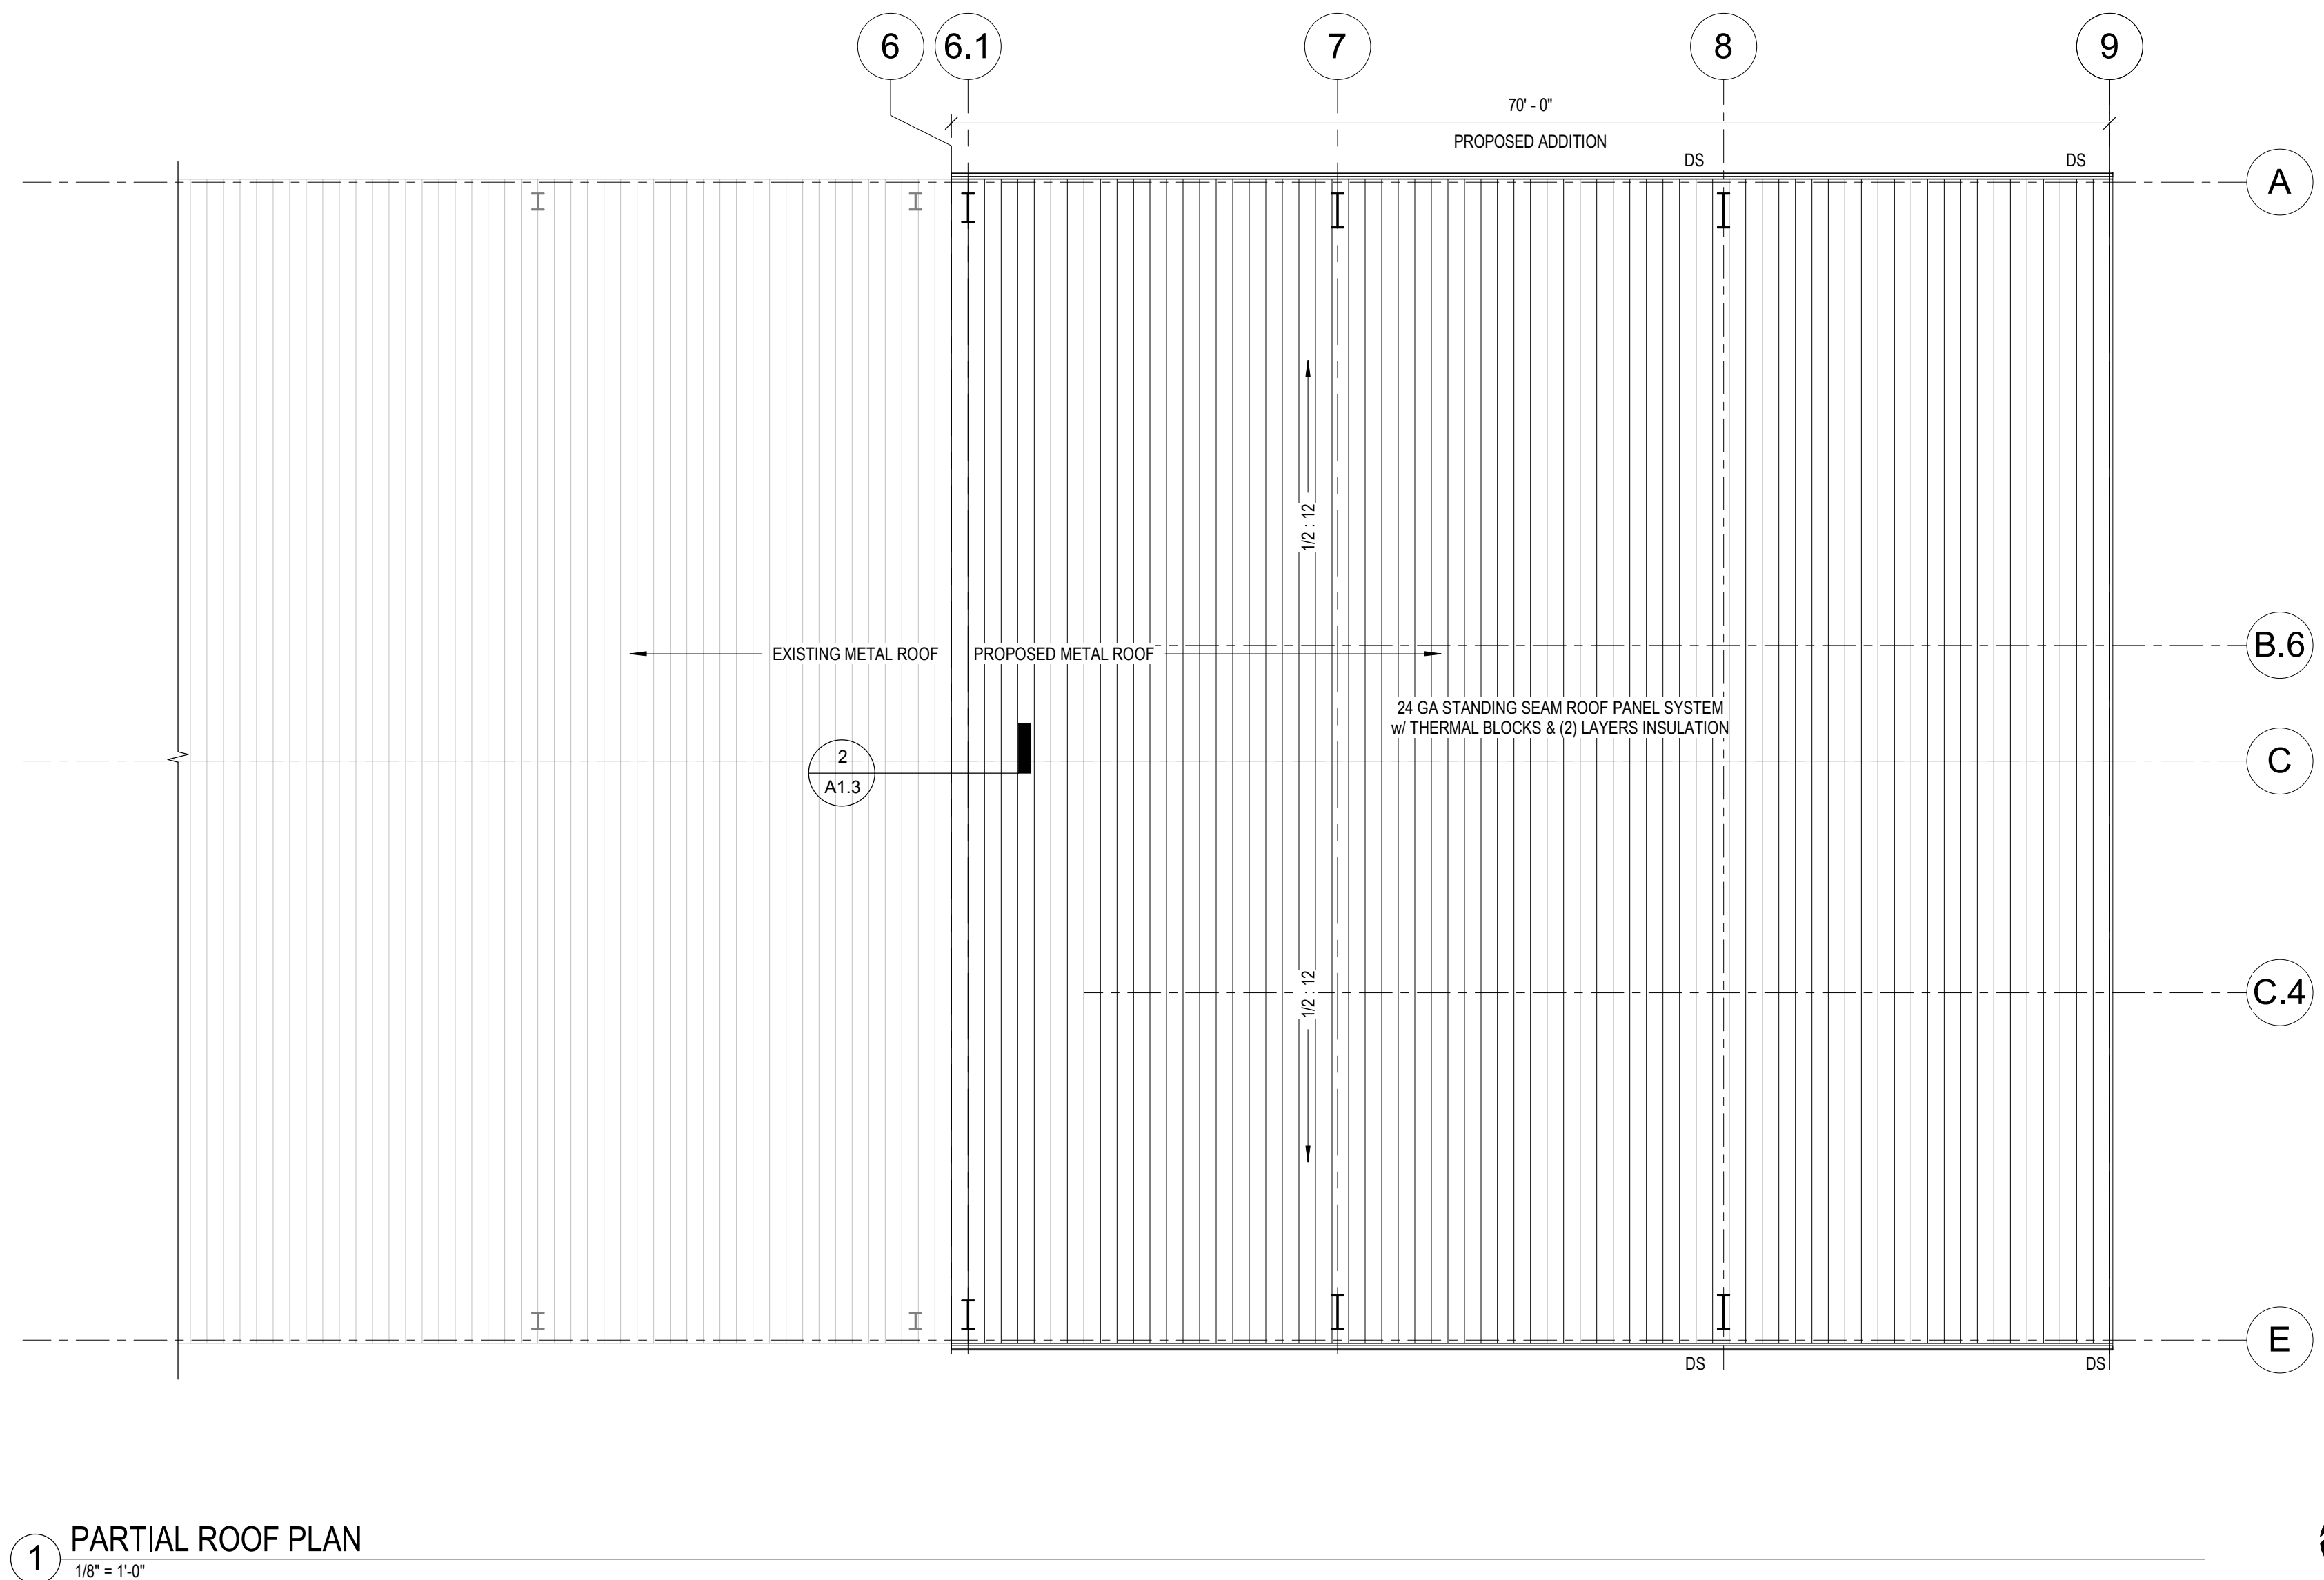 6
6.1
7
8
9
70' - 0"
PROPOSED ADDITION
DS
DS
A
1/2 : 12
B.6
EXISTING METAL ROOF
PROPOSED METAL ROOF
24 GA STANDING SEAM ROOF PANEL SYSTEM
w/ THERMAL BLOCKS & (2) LAYERS INSULATION
2
A1.3
C
1/2 : 12
C.4
E
DS
DS
1
PARTIAL ROOF PLAN
1/8" = 1'-0"